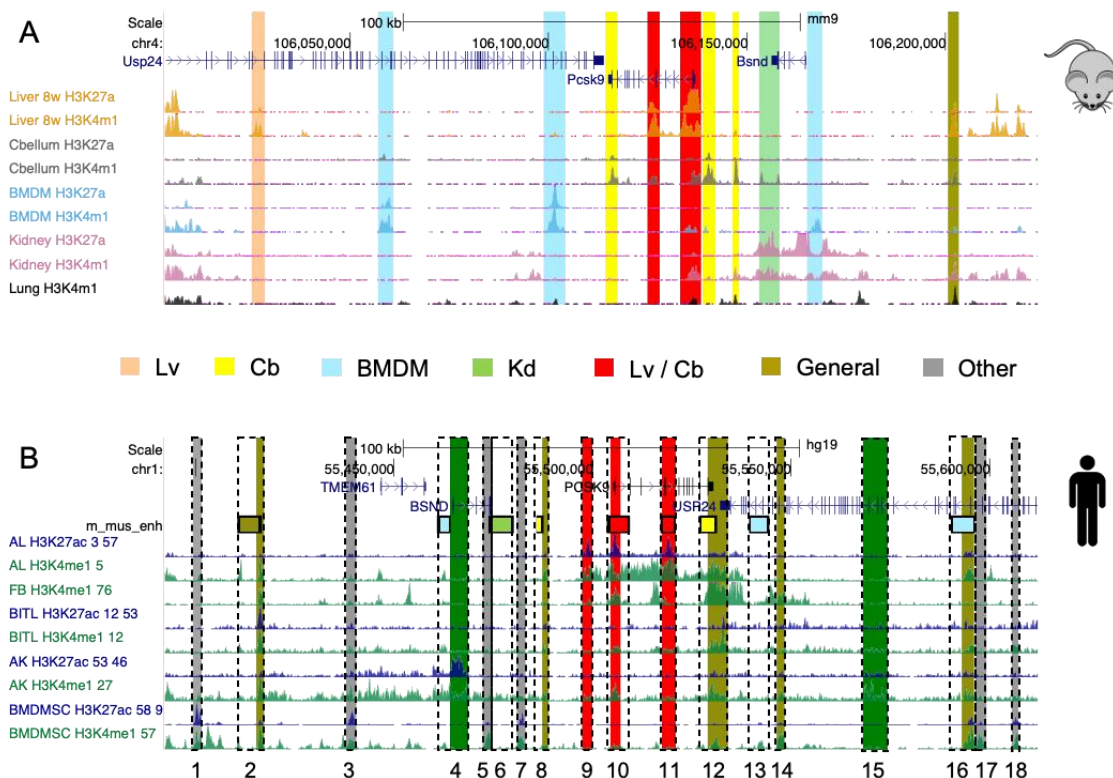 A
Scale
100 kb
mm9
chr4:
106,050,000
106,100,000
106,150,000
106,200,000
Usp24
Bsnd
Pcsk9
Liver 8w H3K27a
Liver 8w H3K4m1
Cbellum H3K27a
Cbellum H3K4m1
BMDM H3K27a
BMDM H3K4m1
Kidney H3K27a
Kidney H3K4m1
Lung H3K4m1
Lv Cb BMDM Kd Lv / Cb General Other
B
Scale
100 kb
hg19
chr1:
55,450,000
55,500,000
55,550,000
55,600,000
TMEM61
PCSK9
BSND
USP24
m_mus_enh
AL H3K27ac 3 57
AL H3K4me1 5
FB H3K4me1 76
BITL H3K27ac 12 53
BITL H3K4me1 12
AK H3K27ac 53 46
AK H3K4me1 27
BMDMSC H3K27ac 58 9
BMDMSC H3K4me1 57
1 2 3 4 5 6 7 8 9 10 11 12 13 14 15 16 17 18